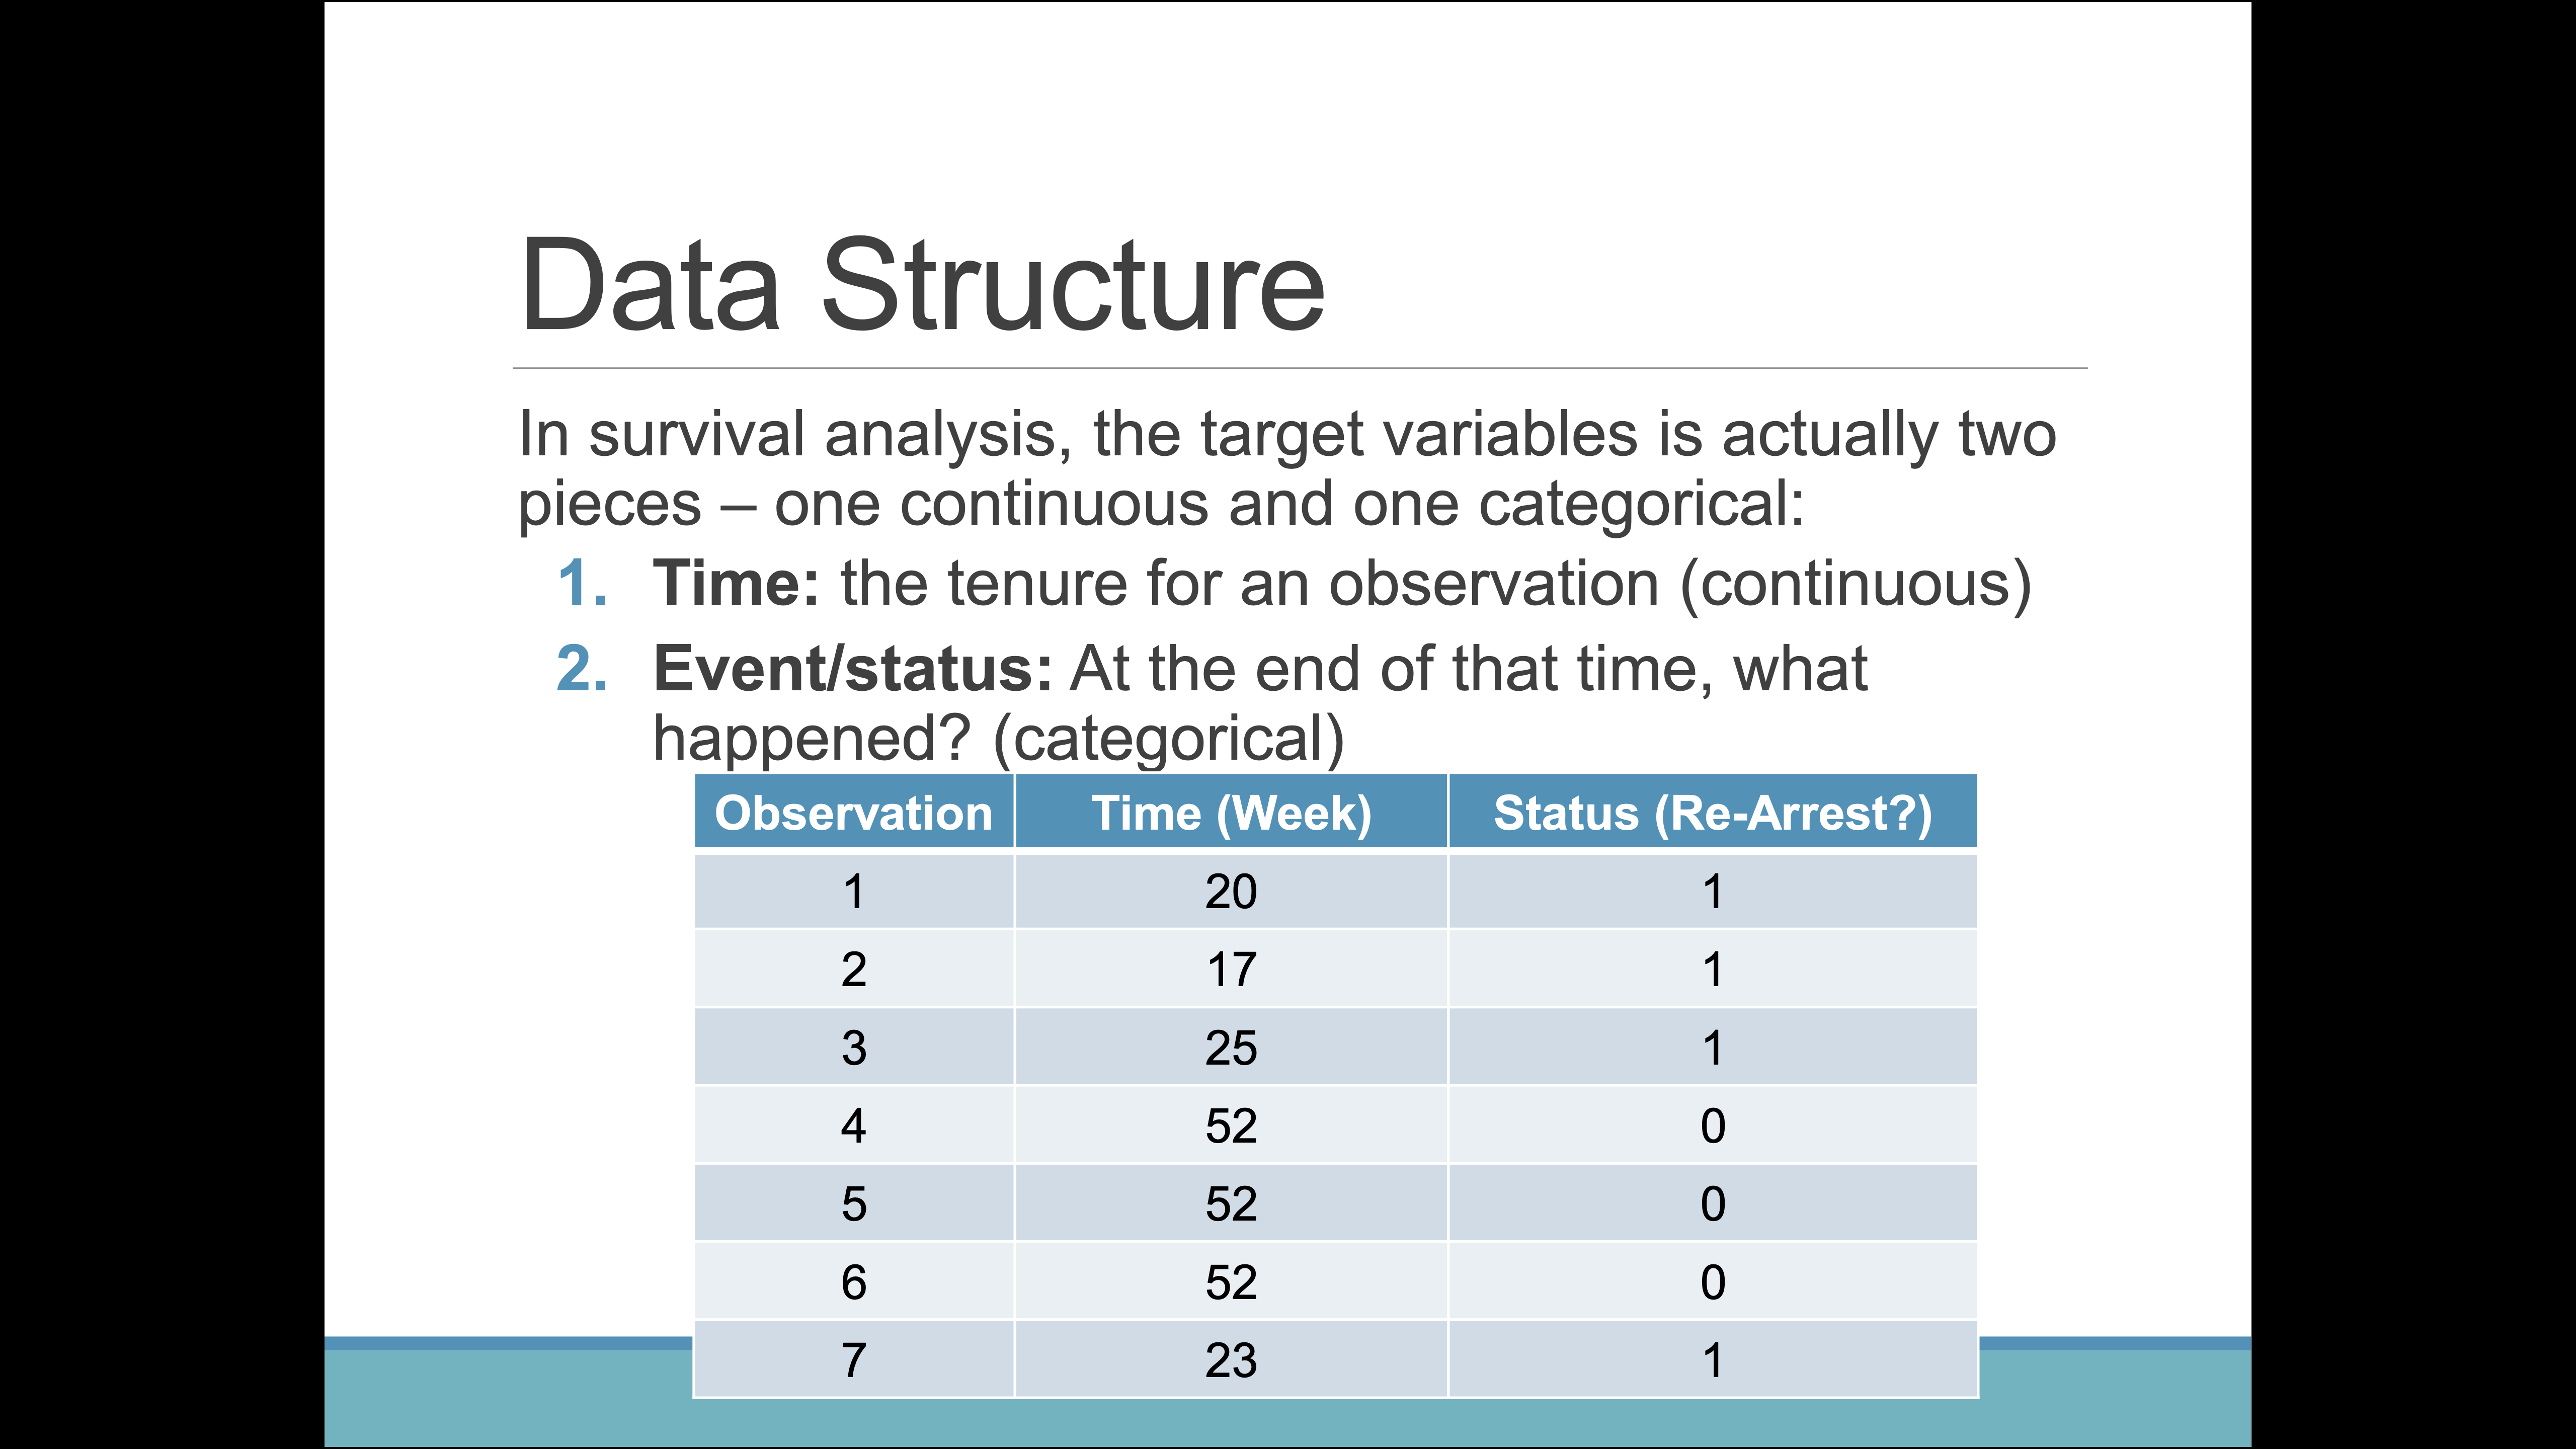 Data Structure
In survival analysis, the target variables is actually two
pieces – one continuous and one categorical:
1. Time: the tenure for an observation (continuous)
2. Event/status: At the end of that time, what
happened? (categorical)
Observation Time (Week) Status (Re-Arrest?)
1 20 1
2 17 1
3 25 1
4 52 0
5 52 0
6 52 0
7 23 1